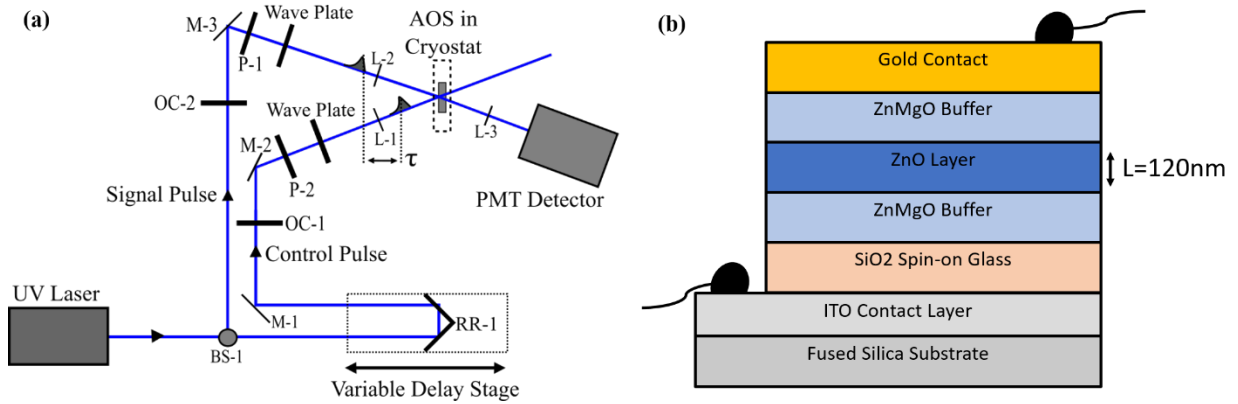 (a)
M-3
Wave Plate
P-1
AOS in
Cryostat
L-2
OC-2
Wave Plate
L-1
L-3
M-2
τ
P-2
PMT Detector
Signal Pulse
OC-1
Control Pulse
UV Laser
M-1
RR-1
BS-1
Variable Delay Stage
(b)
Gold Contact
ZnMgO Buffer
ZnO Layer
L=120nm
ZnMgO Buffer
SiO2 Spin-on Glass
ITO Contact Layer
Fused Silica Substrate